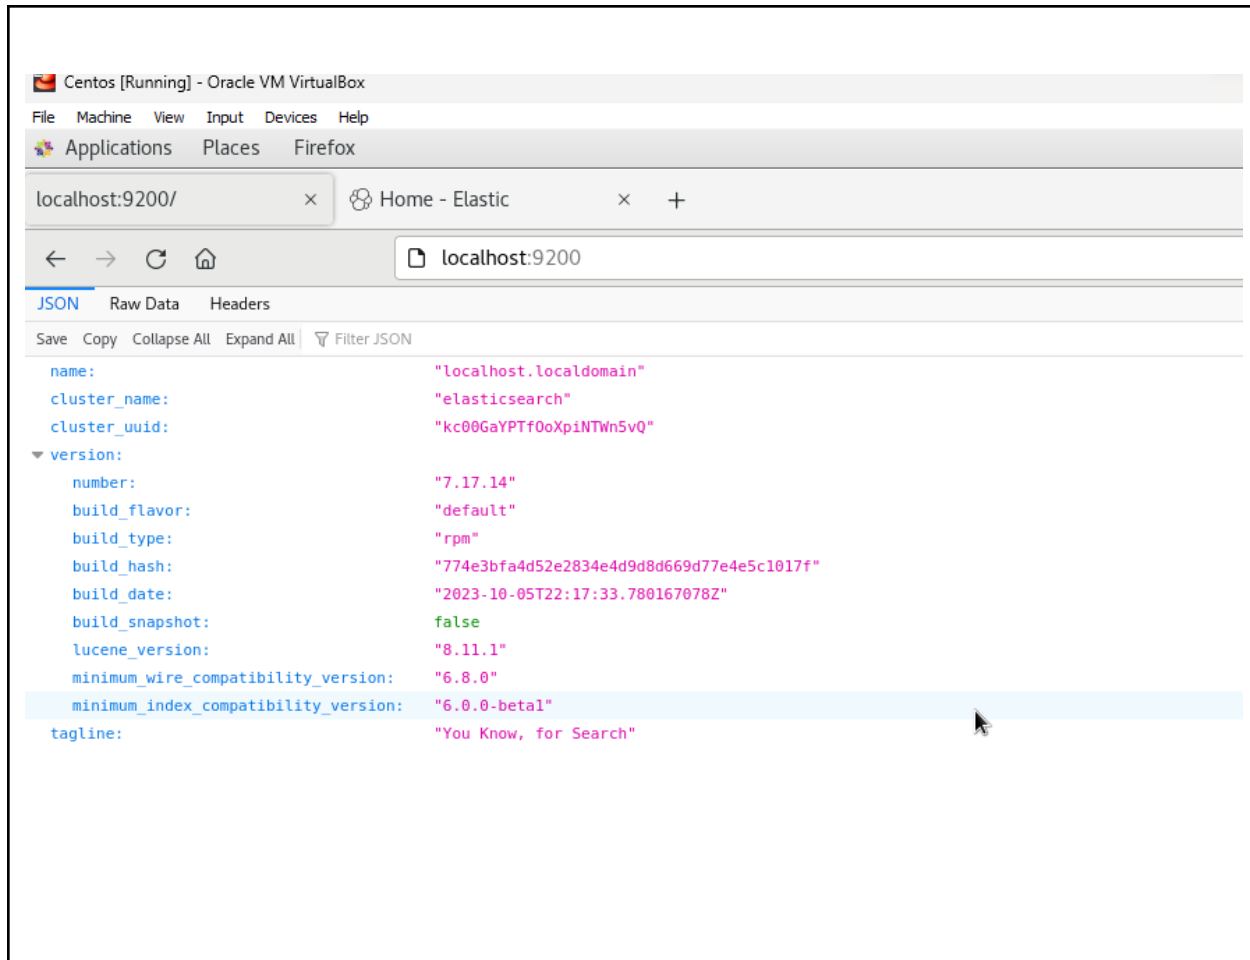 Centos [Running] - Oracle VM VirtualBox
File Machine View Input Devices Help
Applications Places Firefox
localhost:9200/ × Home - Elastic × +
localhost:9200
JSON Raw Data Headers
Save Copy Collapse All Expand All Filter JSON
name: "localhost.localdomain"
cluster_name: "elasticsearch"
cluster_uuid: "kc00GaYPTfOoXpiNTWn5vQ"
version:
number: "7.17.14"
build_flavor: "default"
build_type: "rpm"
build_hash: "774e3bfa4d52e2834e4d9d8d669d77e4e5c1017f"
build_date: "2023-10-05T22:17:33.780167078Z"
build_snapshot: false
lucene_version: "8.11.1"
minimum_wire_compatibility_version: "6.8.0"
minimum_index_compatibility_version: "6.0.0-beta1"
tagline: "You Know, for Search"